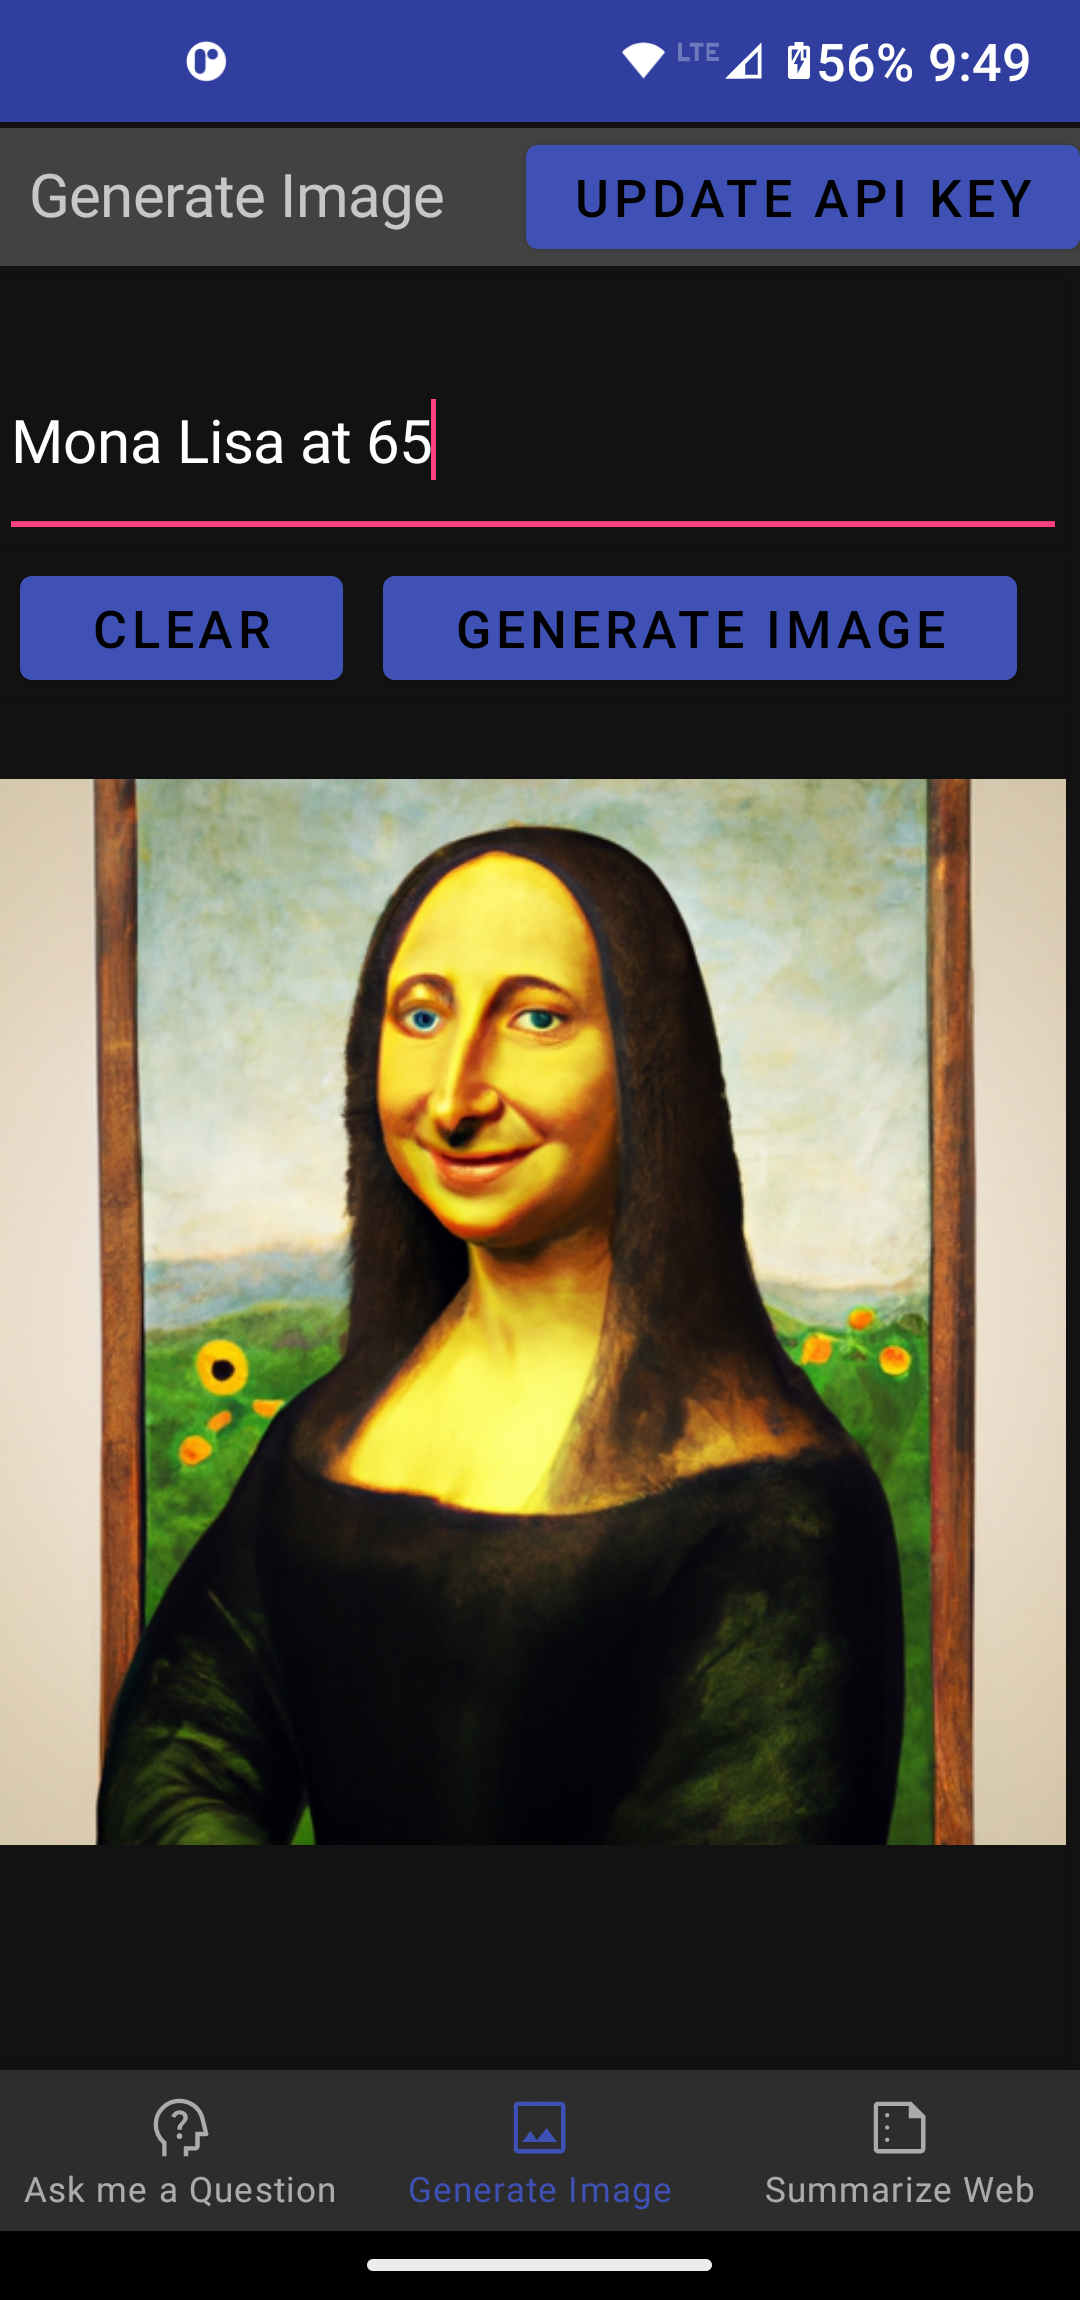 LTE 56% 9:49
Generate Image UPDATE API KEY
Mona Lisa at 65
CLEAR GENERATE IMAGE
Ask me a Question Generate Image Summarize Web